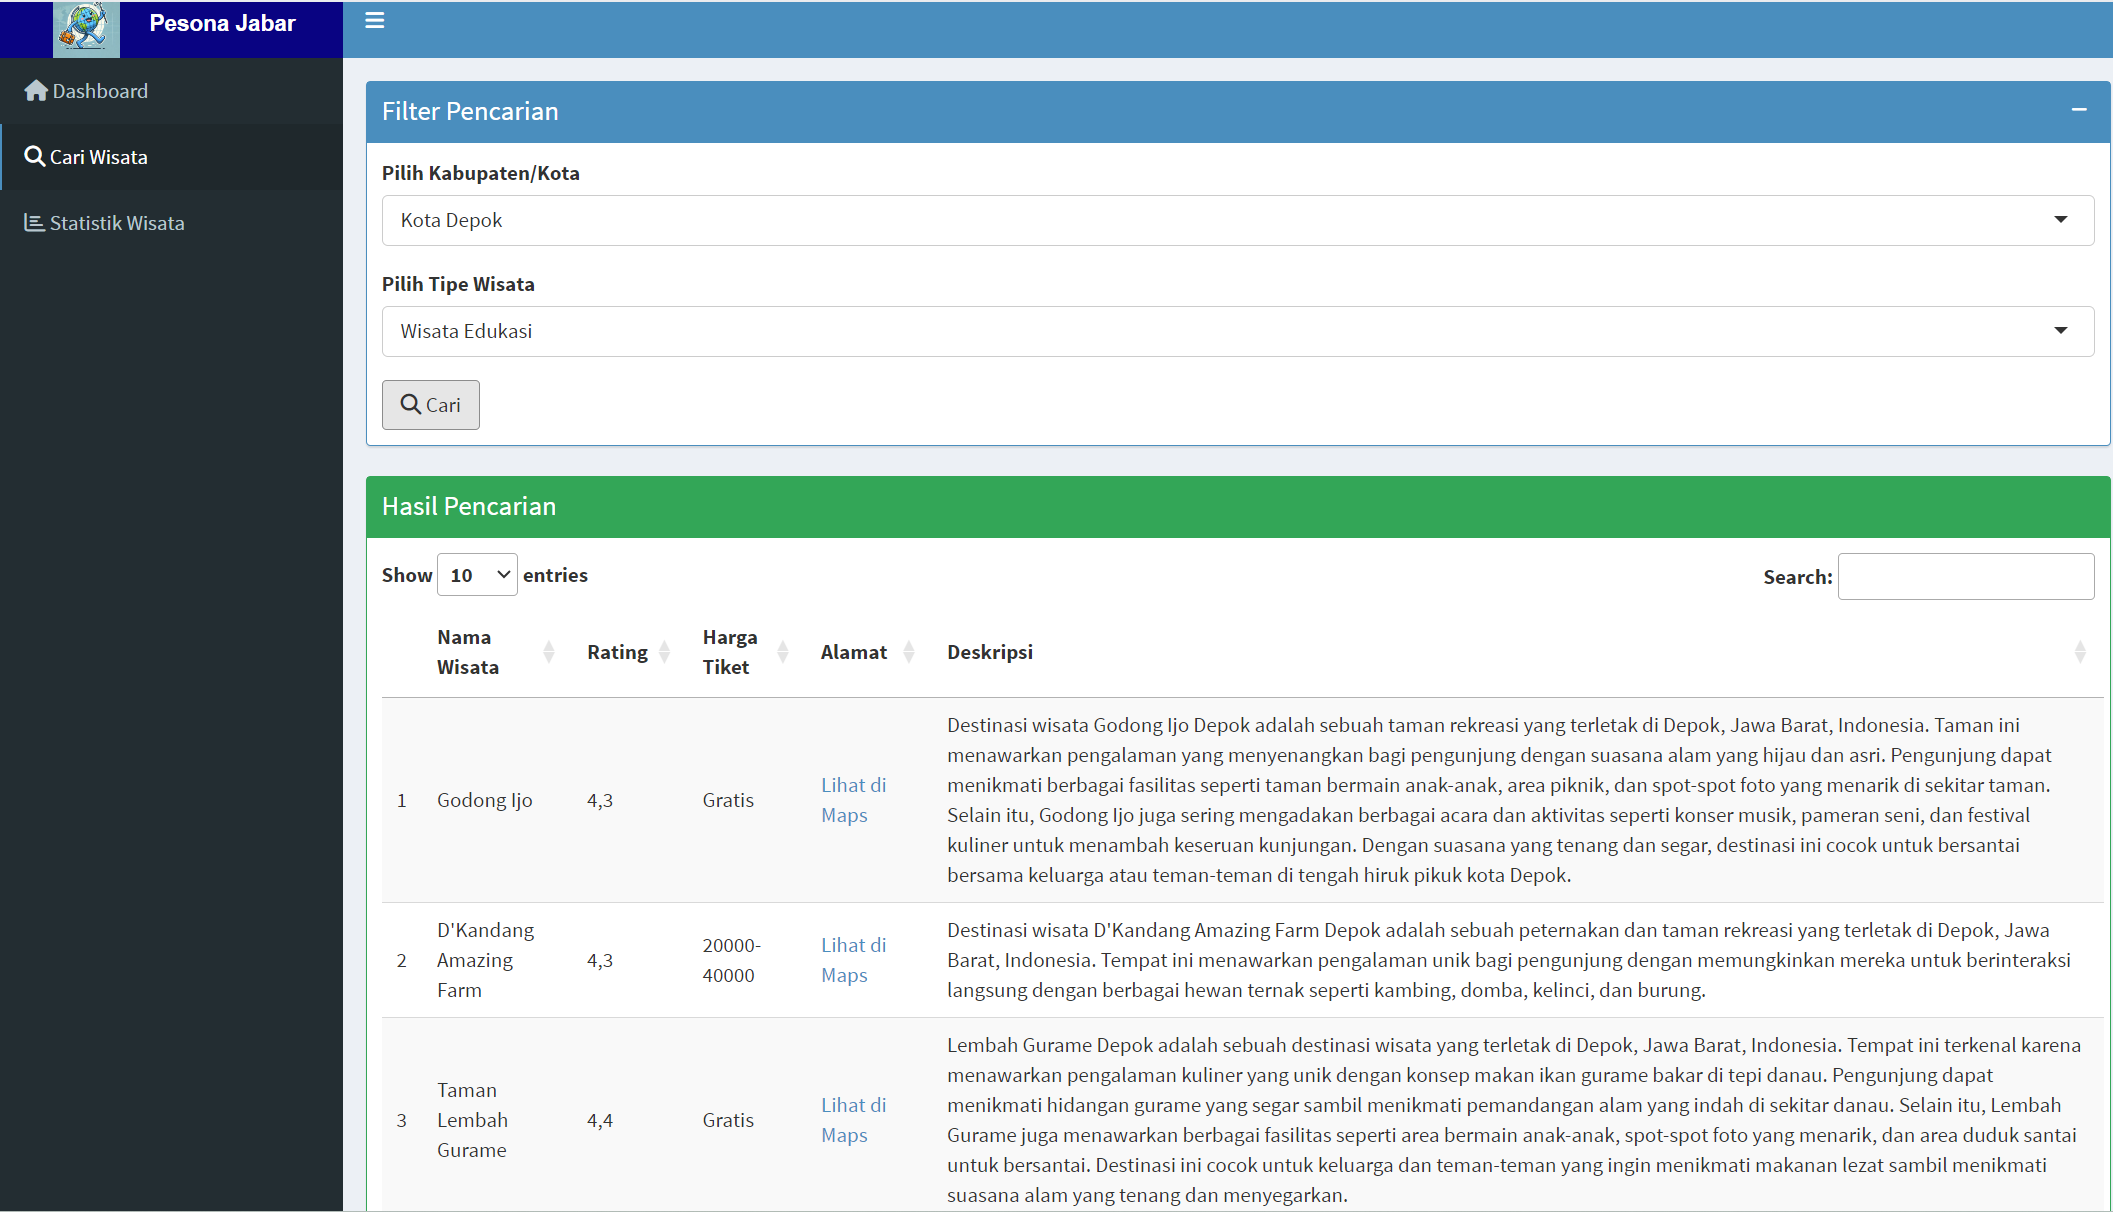 Pesona Jabar
Dashboard
Cari Wisata
Statistik Wisata
Filter Pencarian
Pilih Kabupaten/Kota
Kota Depok
Pilih Tipe Wisata
Wisata Edukasi
Cari
Hasil Pencarian
Show 10 entries
Search:
Nama
Wisata
Rating
Harga
Tiket
Alamat
Deskripsi
1
Godong Ijo
4,3
Gratis
Lihat di
Maps
Destinasi wisata Godong Ijo Depok adalah sebuah taman rekreasi yang terletak di Depok, Jawa Barat, Indonesia. Taman ini
menawarkan pengalaman yang menyenangkan bagi pengunjung dengan suasana alam yang hijau dan asri. Pengunjung dapat
menikmati berbagai fasilitas seperti taman bermain anak-anak, area piknik, dan spot-spot foto yang menarik di sekitar taman.
Selain itu, Godong Ijo juga sering mengadakan berbagai acara dan aktivitas seperti konser musik, pameran seni, dan festival
kuliner untuk menambah keseruan kunjungan. Dengan suasana yang tenang dan segar, destinasi ini cocok untuk bersantai
bersama keluarga atau teman-teman di tengah hiruk pikuk kota Depok.
2
D'Kandang
Amazing
Farm
4,3
20000-
40000
Lihat di
Maps
Destinasi wisata D'Kandang Amazing Farm Depok adalah sebuah peternakan dan taman rekreasi yang terletak di Depok, Jawa
Barat, Indonesia. Tempat ini menawarkan pengalaman unik bagi pengunjung dengan memungkinkan mereka untuk berinteraksi
langsung dengan berbagai hewan ternak seperti kambing, domba, kelinci, dan burung.
3
Taman
Lembah
Gurame
4,4
Gratis
Lihat di
Maps
Lembah Gurame Depok adalah sebuah destinasi wisata yang terletak di Depok, Jawa Barat, Indonesia. Tempat ini terkenal karena
menawarkan pengalaman kuliner yang unik dengan konsep makan ikan gurame bakar di tepi danau. Pengunjung dapat
menikmati hidangan gurame yang segar sambil menikmati pemandangan alam yang indah di sekitar danau. Selain itu, Lembah
Gurame juga menawarkan berbagai fasilitas seperti area bermain anak-anak, spot-spot foto yang menarik, dan area duduk santai
untuk bersantai. Destinasi ini cocok untuk keluarga dan teman-teman yang ingin menikmati makanan lezat sambil menikmati
suasana alam yang tenang dan menyegarkan.